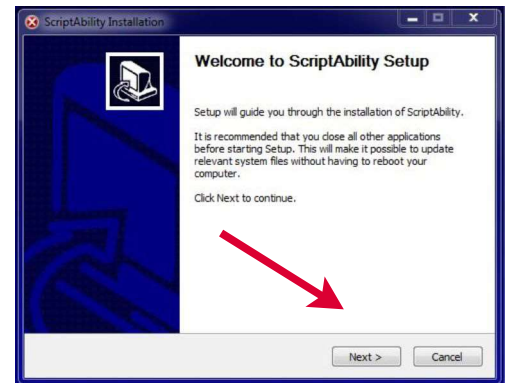 ScriptAbility Installation
Welcome to ScriptAbility Setup
Setup will guide you through the installation of ScriptAbility.
It is recommended that you close all other applications
before starting Setup. This will make it possible to update
relevant system files without having to reboot your
computer.
Click Next to continue.
Next >
Cancel